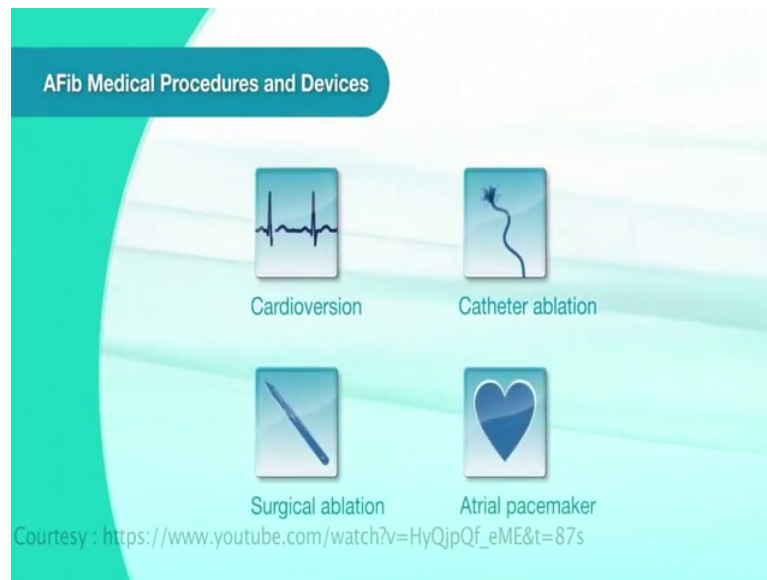 AFib Medical Procedures and Devices
Cardioversion
Catheter ablation
Surgical ablation
Atrial pacemaker
Courtesy : https://www.youtube.com/watch?v=HyQjpQf_eME&t=87s